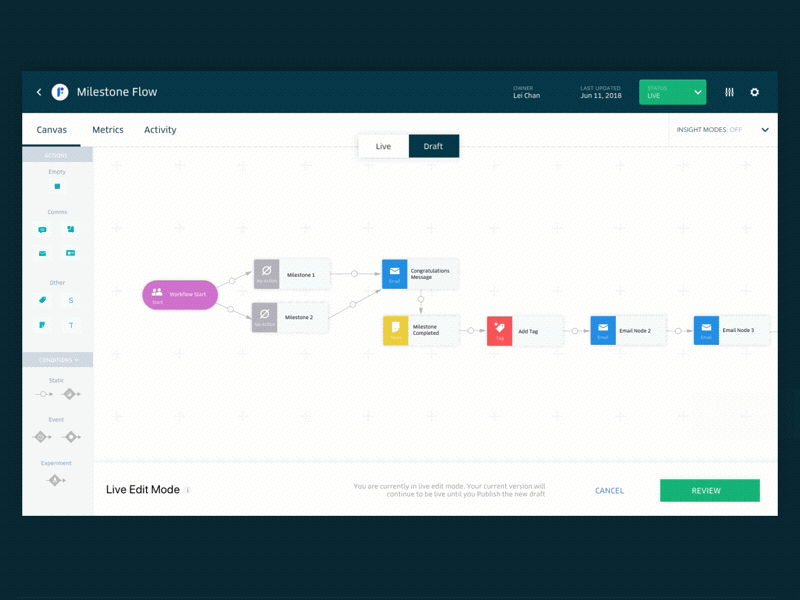 Milestone Flow
OWNER
Lei Chan
LAST UPDATED
Jun 11, 2018
STATUS
LIVE
Canvas
Metrics
Activity
INSIGHT MODES: OFF
Live
Draft
ACTIONS
Empty
Comms
Other
S
T
CONDITIONS
Static
Event
Experiment
Workflow Start
Start
No Action
Milestone 1
No Action
Milestone 2
Email
Congratulations
Message
Milestone
Completed
Tag
Add Tag
Email
Email Node 2
Email
Email Node 3
Live Edit Mode
You are currently in live edit mode. Your current version will
continue to be live until you Publish the new draft
CANCEL
REVIEW